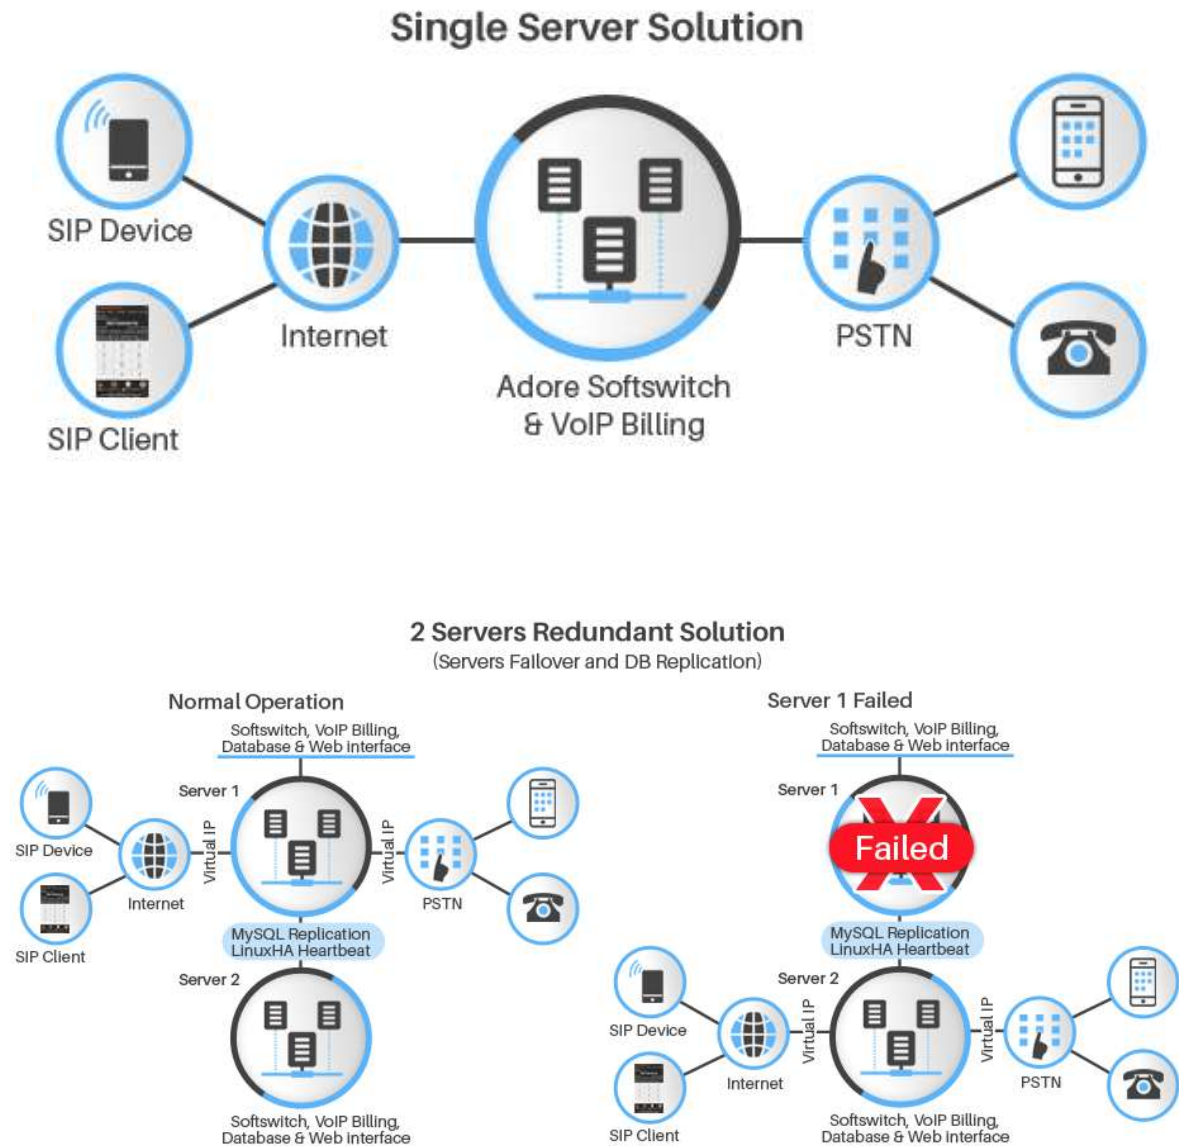 Single Server Solution
SIP Device
SIP Client
Internet
Adore Softswitch
& VoIP Billing
PSTN
2 Servers Redundant Solution
(Servers Failover and DB Replication)
Normal Operation
Softswitch, VoIP Billing,
Database & Web interface
Server 1
SIP Device
SIP Client
Internet
Virtual IP
Virtual IP
PSTN
MySQL Replication
LinuxHA Heartbeat
Server 2
Softswitch, VoIP Billing,
Database & Web interface
Server 1 Failed
Softswitch, VoIP Billing,
Database & Web interface
Server 1
X
Failed
MySQL Replication
LinuxHA Heartbeat
Server 2
SIP Device
SIP Client
Internet
Virtual IP
Virtual IP
PSTN
Softswitch, VoIP Billing,
Database & Web interface